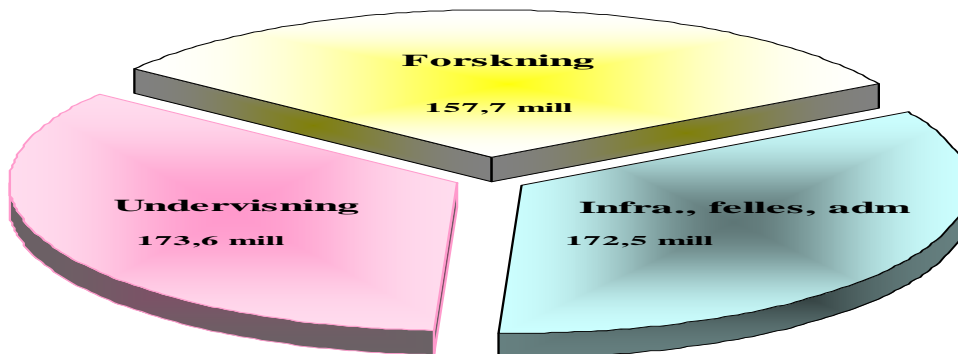 Forskning
157,7 mill
Undervisning
173,6 mill
Infra., felles, adm
172,5 mill